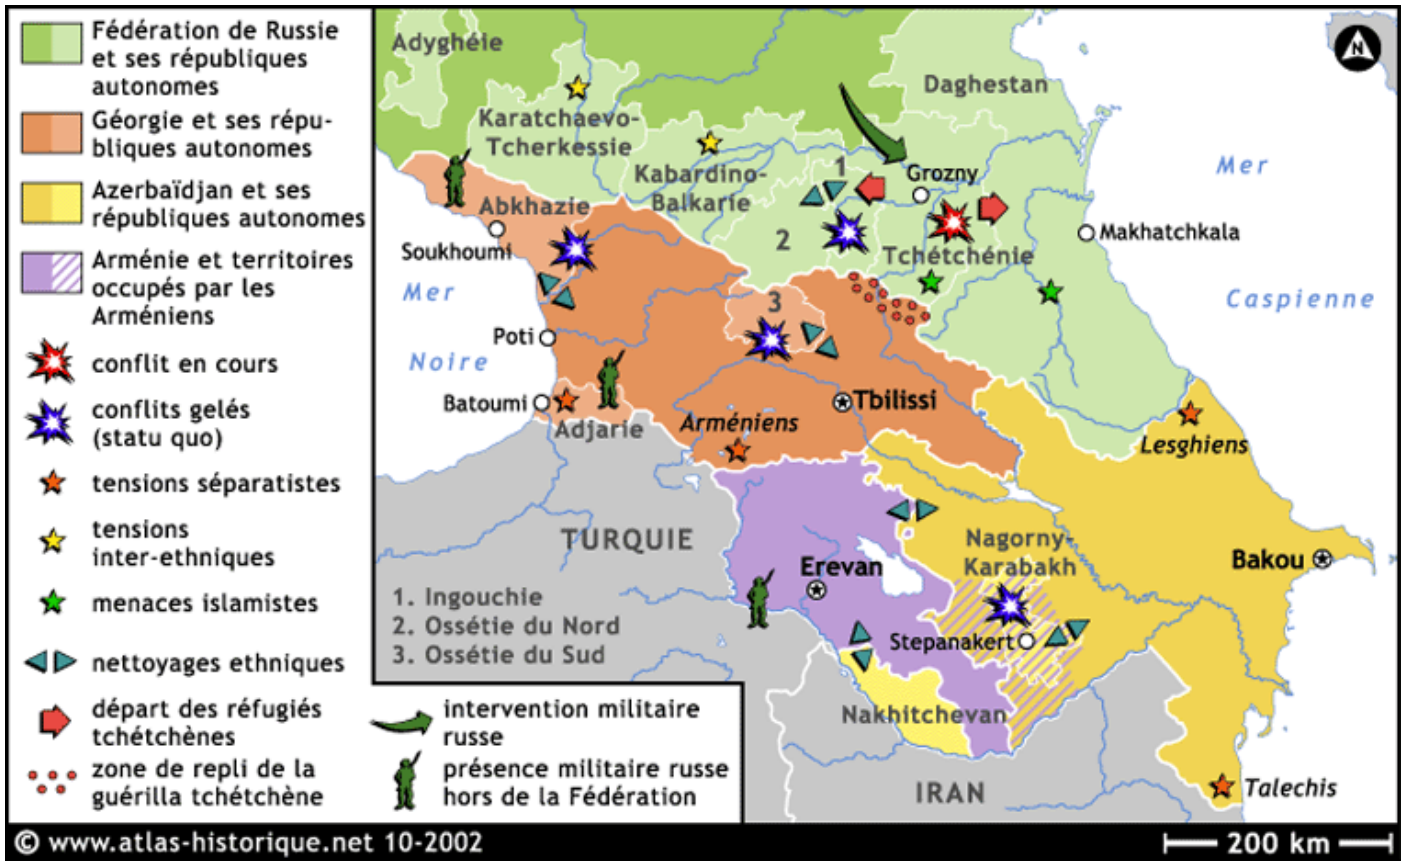 Fédération de Russie
et ses républiques
autonomes
Géorgie et ses répu-
bliques autonomes
Azerbaïdjan et ses
républiques autonomes
Arménie et territoires
occupés par les
Arméniens
conflit en cours
conflits gelés
(statu quo)
tensions séparatistes
tensions
inter-ethniques
menaces islamistes
nettoyages ethniques
départ des réfugiés
tchétchènes
zone de repli de la
guérilla tchétchène
intervention militaire
russe
présence militaire russe
hors de la Fédération
1. Ingouchie
2. Ossétie du Nord
3. Ossétie du Sud
Adyghéie
Karatchaevo-
Tcherkessie
Kabardino-
Balkarie
Daghestan
N
Mer
Caspienne
1
Grozny
2
Tchétchénie
Makhatchkala
Abkhazie
Soukhoumi
Mer
Noire
Poti
3
Batoumi
Adjarie
Tbilissi
Arméniens
Lesghiens
TURQUIE
Erevan
Nagorny-
Karabakh
Bakou
Stepanakert
Nakhitchevan
IRAN
Talechis
© www.atlas-historique.net 10-2002
200 km